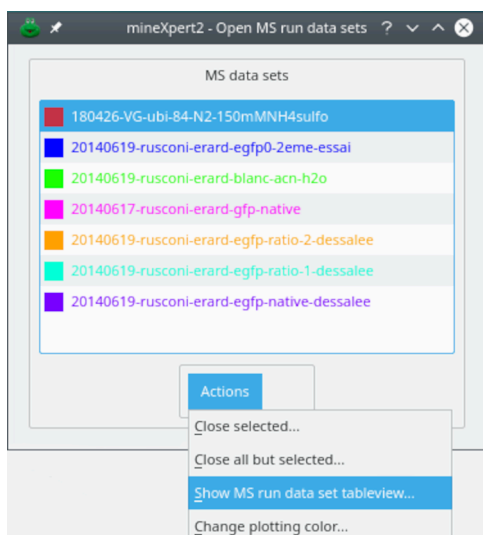 mineXpert2 - Open MS run data sets ?
MS data sets
180426-VG-ubi-84-N2-150mMNH4sulfo
20140619-rusconi-erard-egfp0-2eme-essai
20140619-rusconi-erard-blanc-acn-h2o
20140617-rusconi-erard-gfp-native
20140619-rusconi-erard-egfp-ratio-2-dessalee
20140619-rusconi-erard-egfp-ratio-1-dessalee
20140619-rusconi-erard-egfp-native-dessalee
Actions
Close selected...
Close all but selected...
Show MS run data set tableview...
Change plotting color...